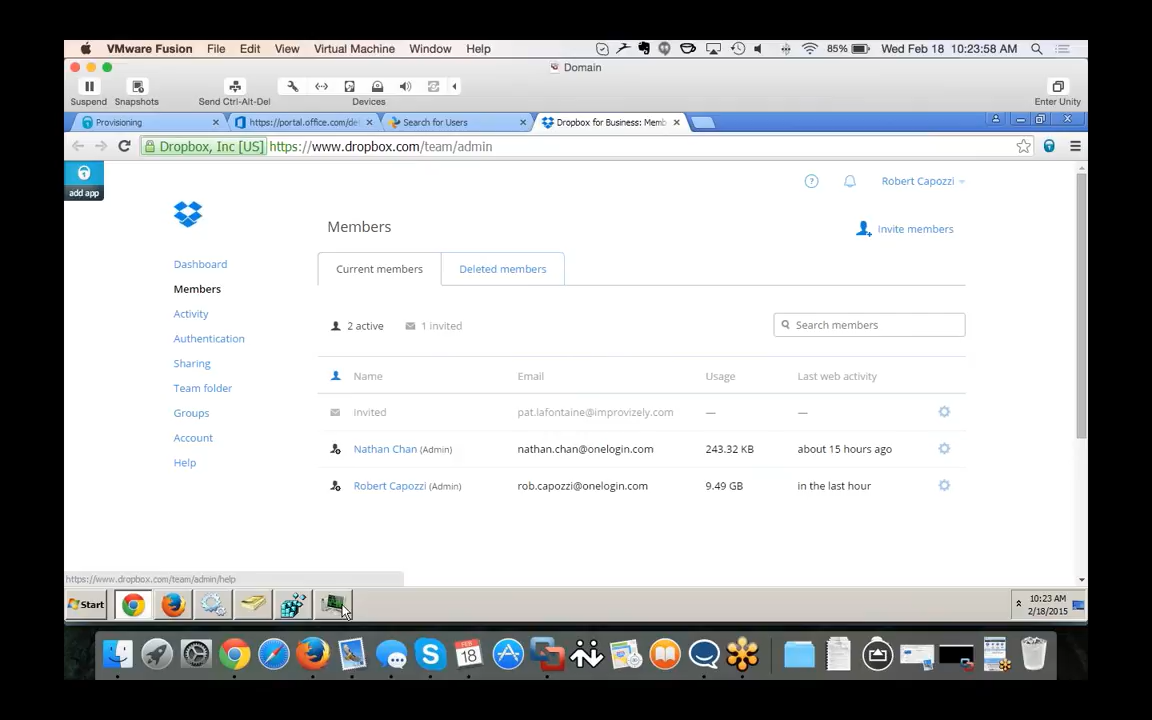 VMware Fusion File Edit View Virtual Machine Window Help 85% Wed Feb 18 10:23:58 AM
Domain
Suspend Snapshots Send Ctrl-Alt-Del Devices Enter Unity
Provisioning × https://portal.office.com/de × Search for Users × Dropbox for Business: Memb ×
Dropbox, Inc [US] https://www.dropbox.com/team/admin
add app
? Robert Capozzi
Members
Invite members
Dashboard
Members
Activity
Authentication
Sharing
Team folder
Groups
Account
Help
Current members Deleted members
2 active 1 invited Search members
Name Email Usage Last web activity
Invited pat.lafontaine@improvizely.com — —
Nathan Chan (Admin) nathan.chan@onelogin.com 243.32 KB about 15 hours ago
Robert Capozzi (Admin) rob.capozzi@onelogin.com 9.49 GB in the last hour
https://www.dropbox.com/team/admin/help
Start 10:23 AM
2/18/2015
FEB
18